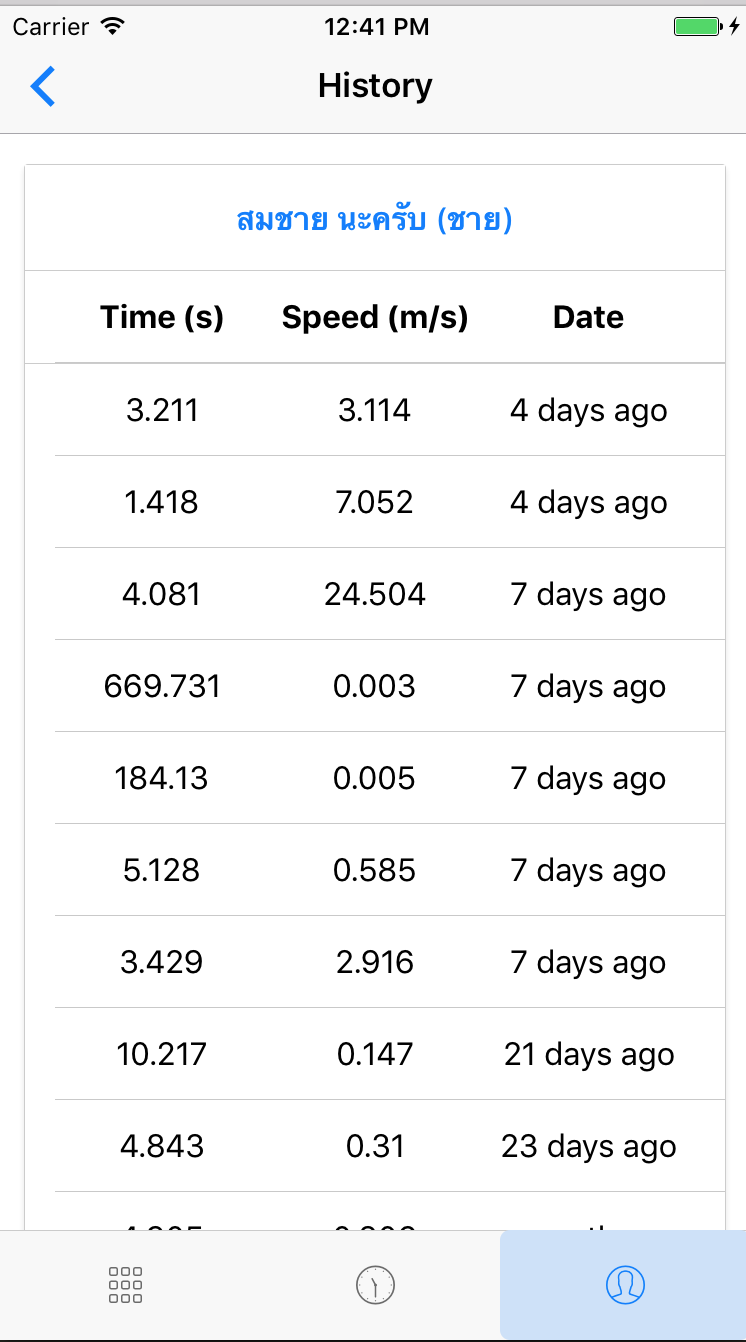 Carrier 12:41 PM
History
สมชาย นะครับ (ชาย)
Time (s) Speed (m/s) Date
3.211 3.114 4 days ago
1.418 7.052 4 days ago
4.081 24.504 7 days ago
669.731 0.003 7 days ago
184.13 0.005 7 days ago
5.128 0.585 7 days ago
3.429 2.916 7 days ago
10.217 0.147 21 days ago
4.843 0.31 23 days ago